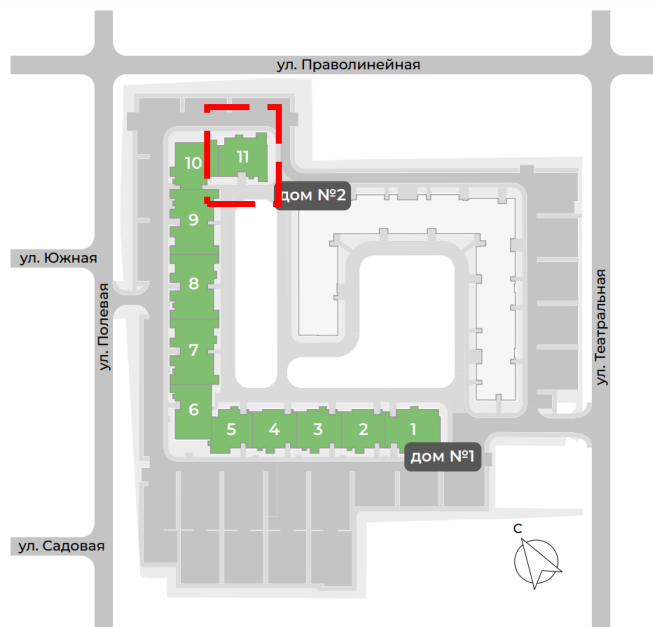 ул. Праволинейная
10
11
дом №2
9
ул. Южная
8
ул. Полевая
ул. Театральная
7
6
5
4
3
2
1
дом №1
С
ул. Садовая